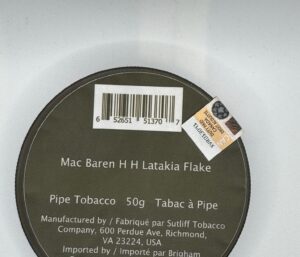 6 52651 51370 7
Mac Baren H H Latakia Flake
Pipe Tobacco 50g Tabac à Pipe
Manufactured by / Fabriqué par Sutliff Tobacco
Company, 600 Perdue Ave, Richmond,
VA 23224, USA
Imported by / Importé par Brigham